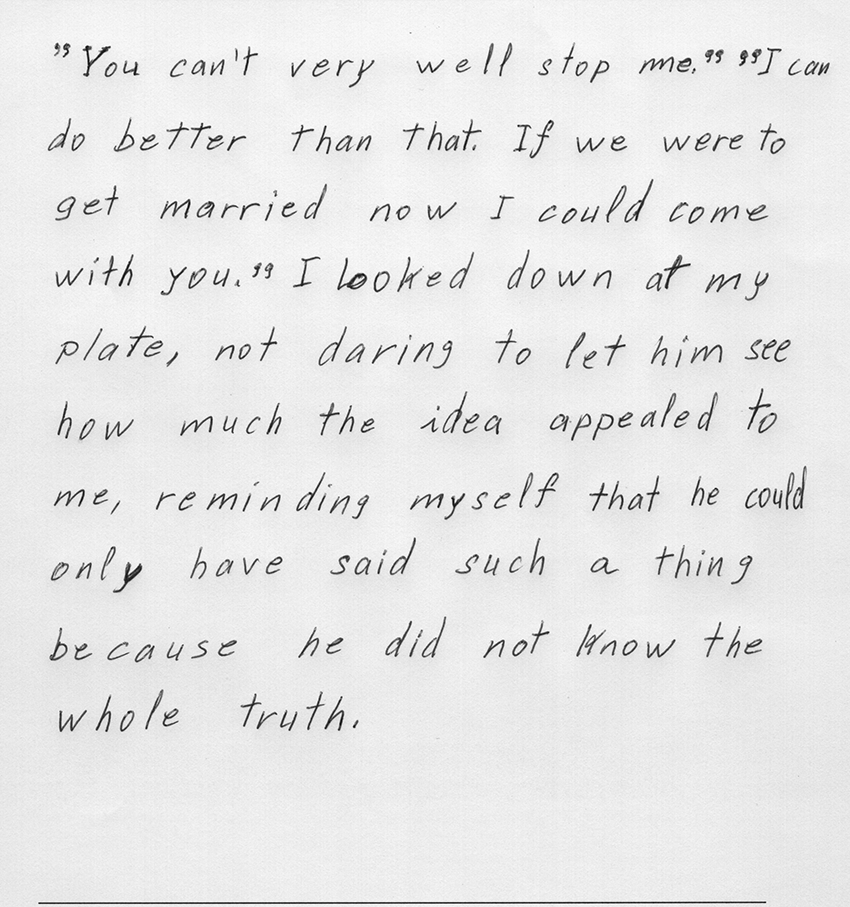 "You can't very well stop me." "I can
do better than that. If we were to
get married now I could come
with you." I looked down at my
plate, not daring to let him see
how much the idea appealed to
me, reminding myself that he could
only have said such a thing
because he did not know the
whole truth.